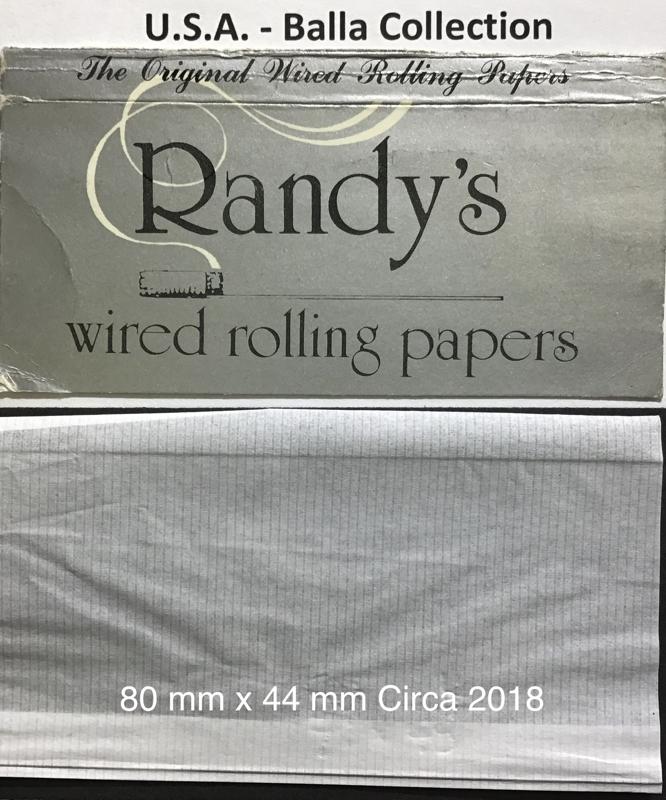 U.S.A. - Balla Collection
The Original Wired Rolling Papers
Randy's
wired rolling papers
80 mm x 44 mm Circa 2018